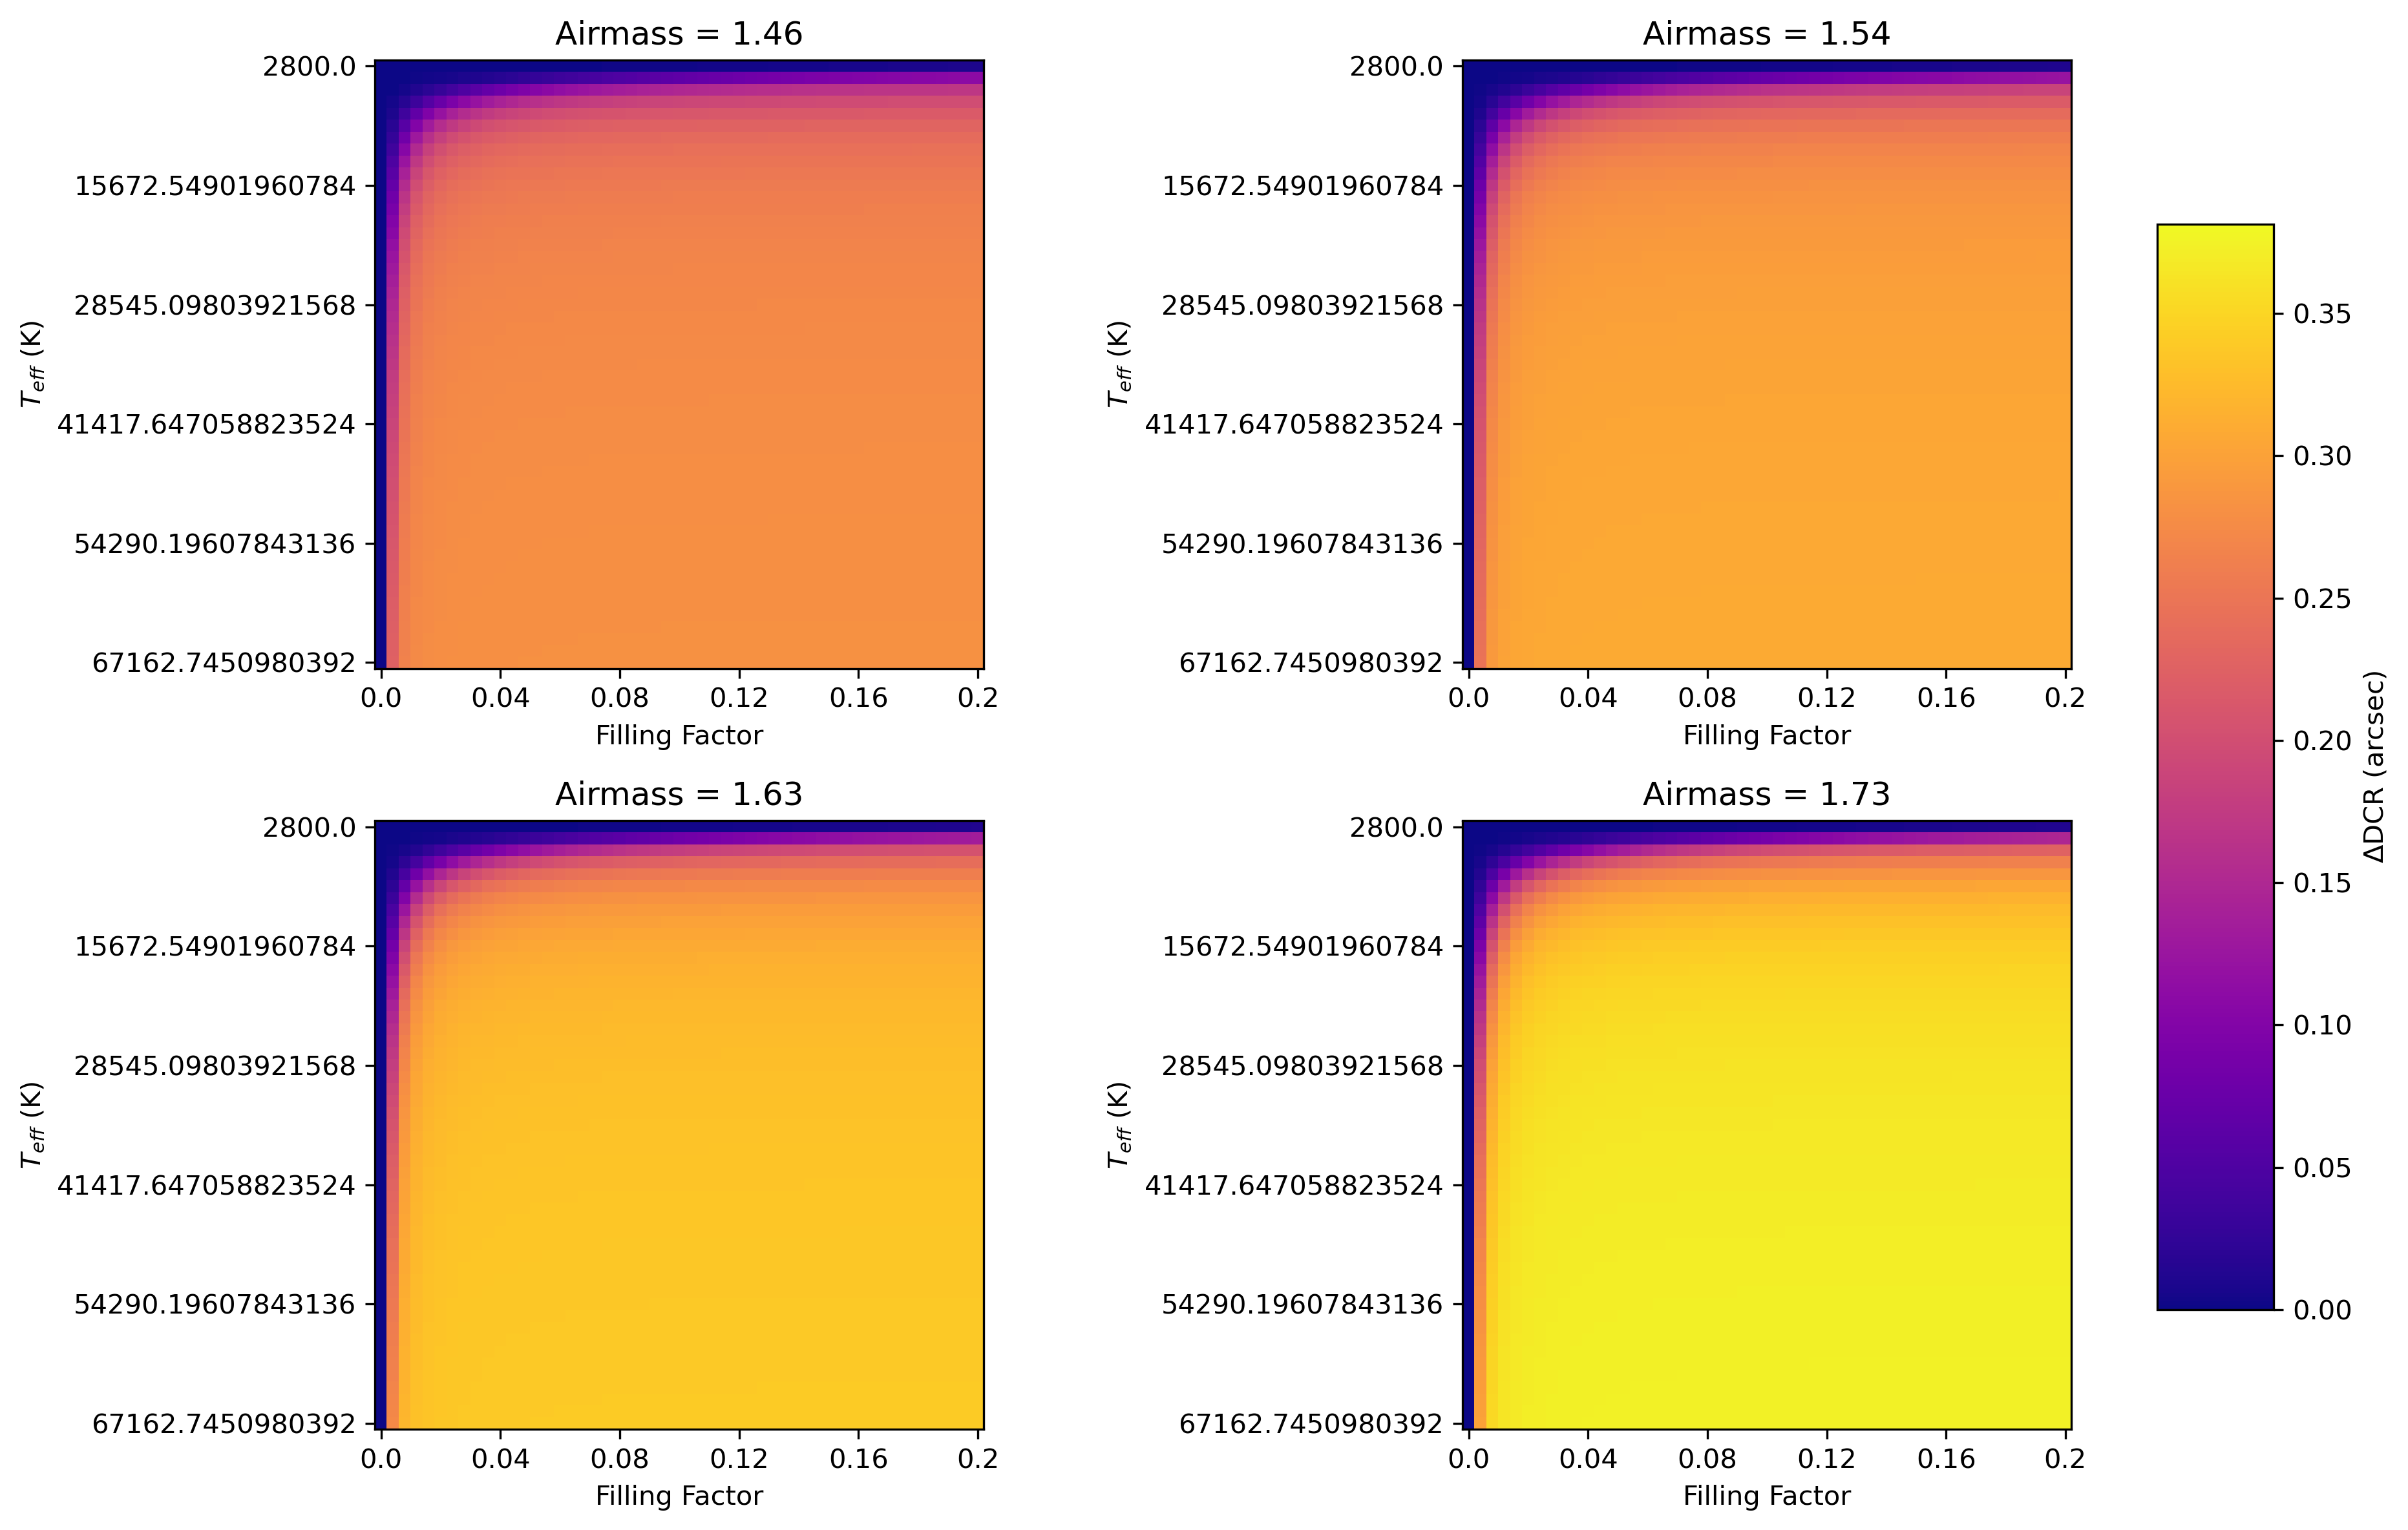 Airmass = 1.46
2800.0
15672.54901960784
28545.09803921568
41417.647058823524
54290.19607843136
67162.7450980392
T_eff (K)
0.0 0.04 0.08 0.12 0.16 0.2
Filling Factor
Airmass = 1.54
2800.0
15672.54901960784
28545.09803921568
41417.647058823524
54290.19607843136
67162.7450980392
T_eff (K)
0.0 0.04 0.08 0.12 0.16 0.2
Filling Factor
Airmass = 1.63
2800.0
15672.54901960784
28545.09803921568
41417.647058823524
54290.19607843136
67162.7450980392
T_eff (K)
0.0 0.04 0.08 0.12 0.16 0.2
Filling Factor
Airmass = 1.73
2800.0
15672.54901960784
28545.09803921568
41417.647058823524
54290.19607843136
67162.7450980392
T_eff (K)
0.0 0.04 0.08 0.12 0.16 0.2
Filling Factor
0.35
0.30
0.25
0.20
0.15
0.10
0.05
0.00
ΔDCR (arcsec)